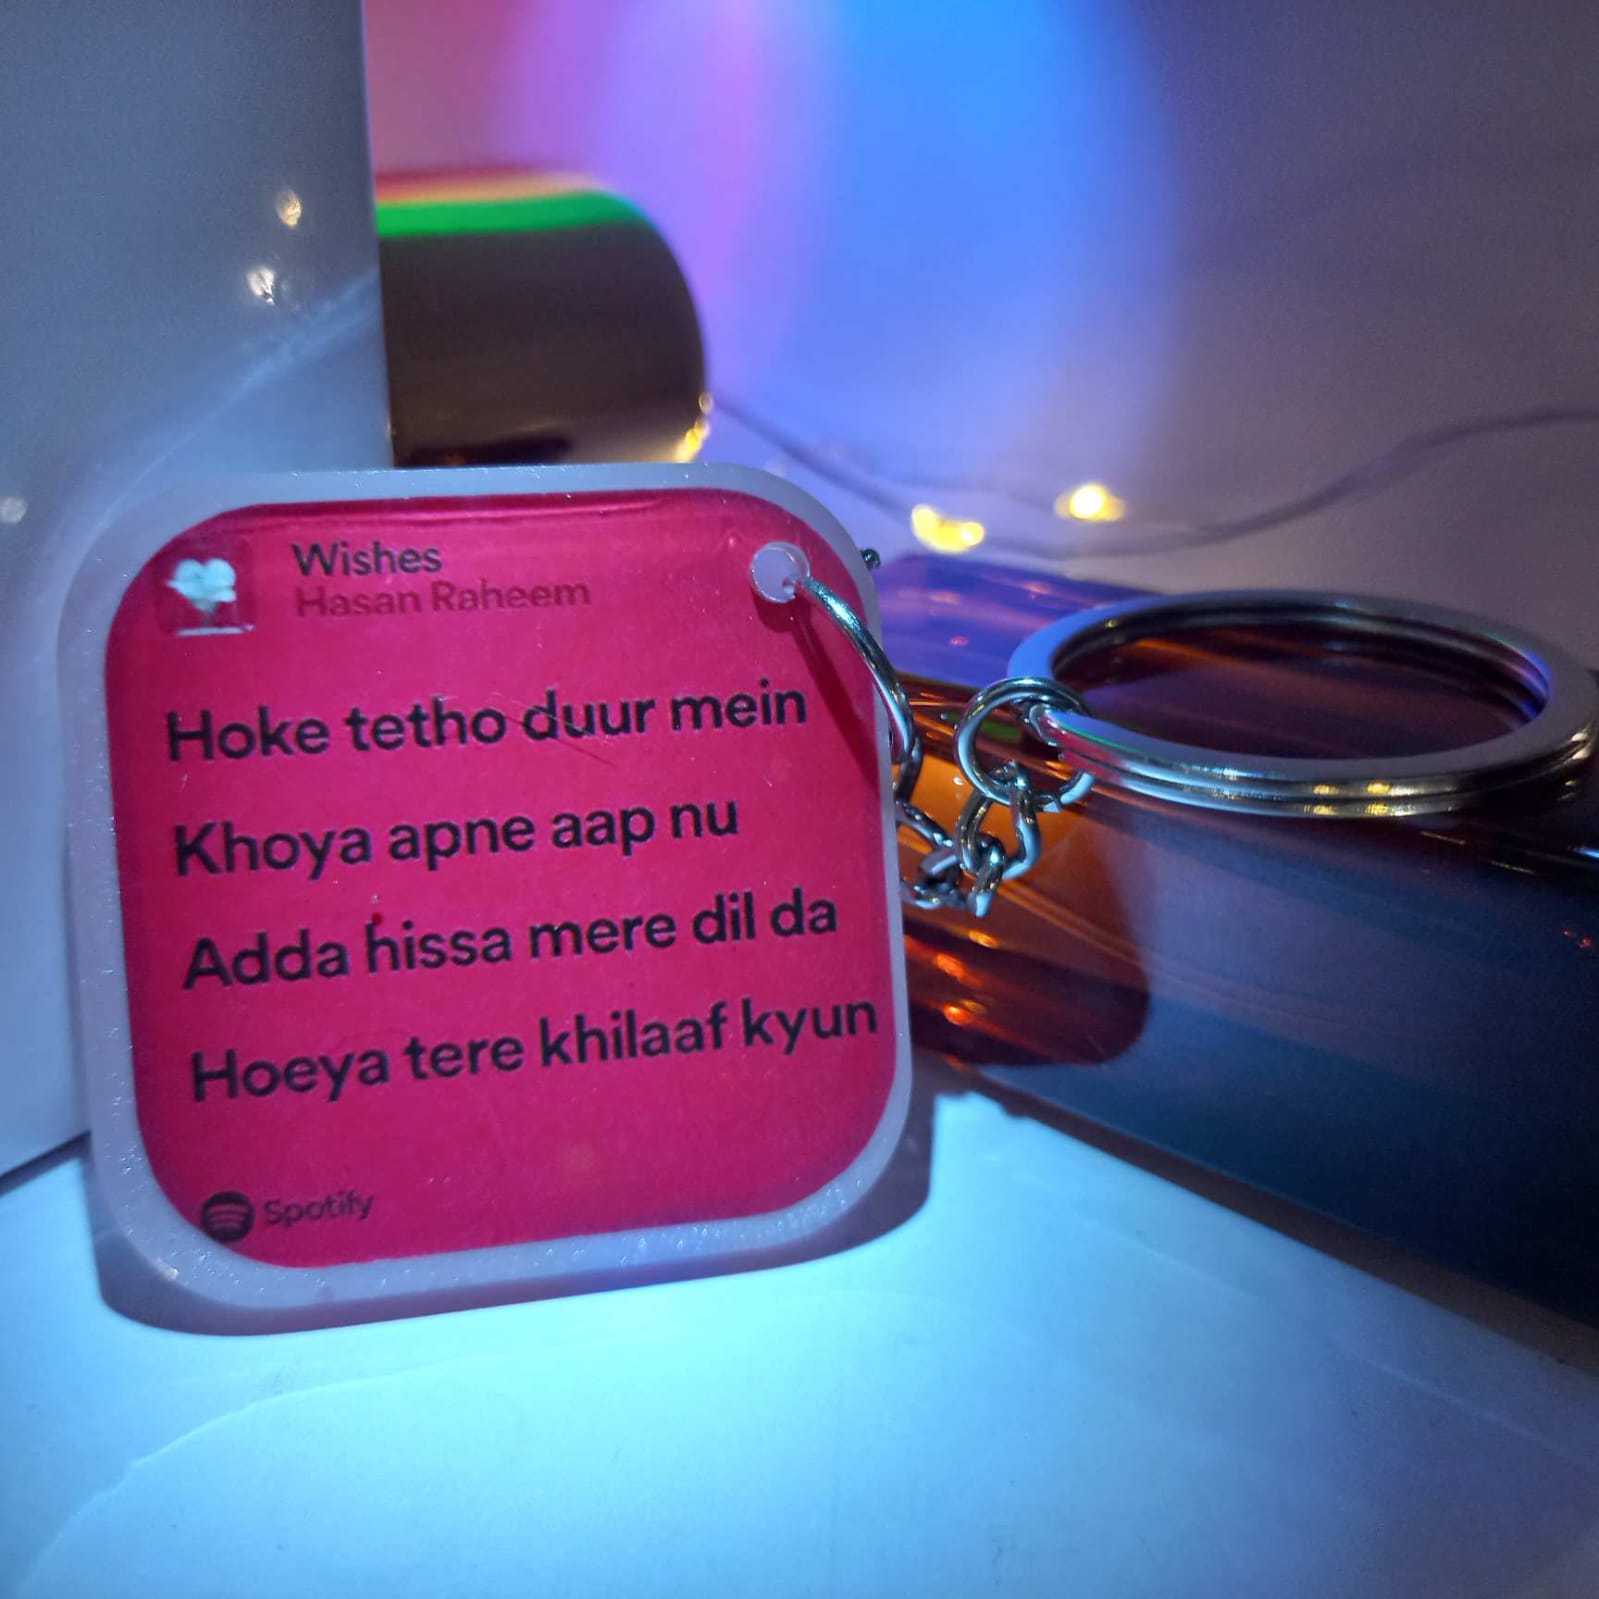 Wishes
Hasan Raheem
Hoke tetho duur mein
Khoya apne aap nu
Adda hissa mere dil da
Hoeya tere khilaaf kyun
Spotify